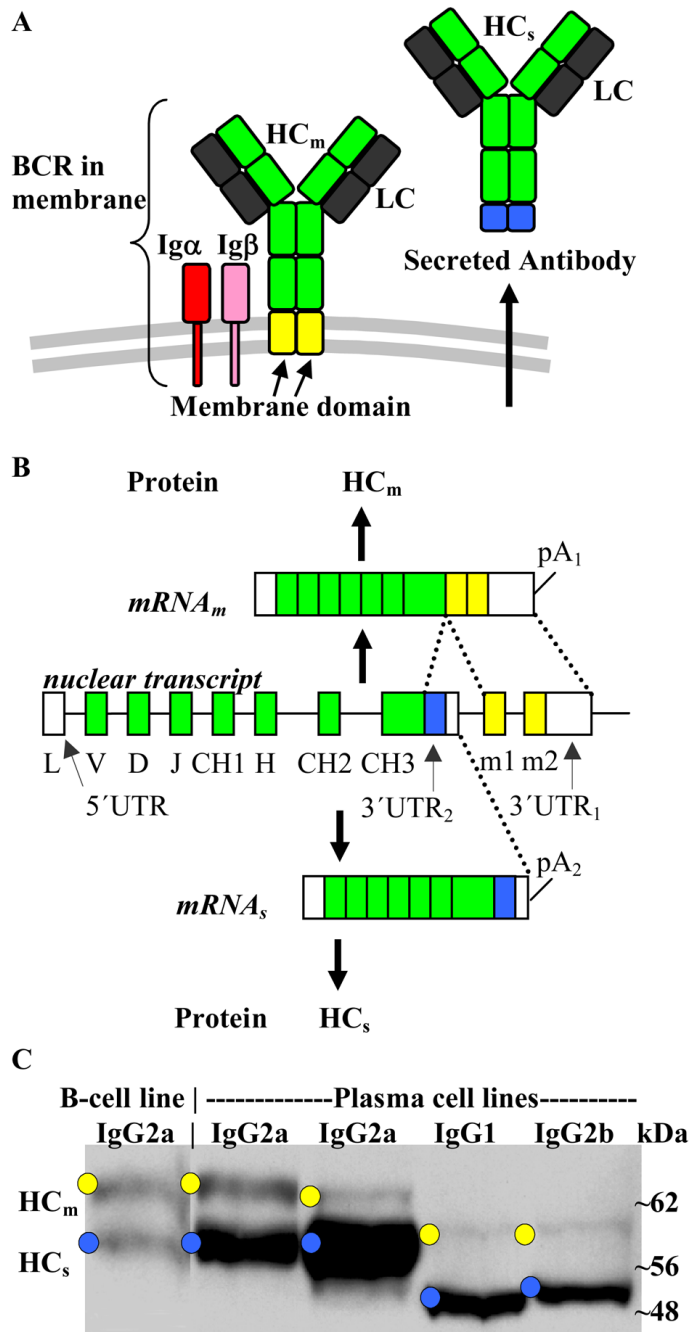 A
HCs
HCm
LC
BCR in
membrane
LC
Igα Igβ
Secreted Antibody
Membrane domain
B
Protein HCm
pA1
mRNAm
nuclear transcript
L V D J CH1 H CH2 CH3 m1 m2
5´UTR 3´UTR2 3´UTR1
pA2
mRNAs
Protein HCs
C
B-cell line | -------------Plasma cell lines----------
IgG2a | IgG2a IgG2a IgG1 IgG2b kDa
HCm
~62
HCs
~56
~48